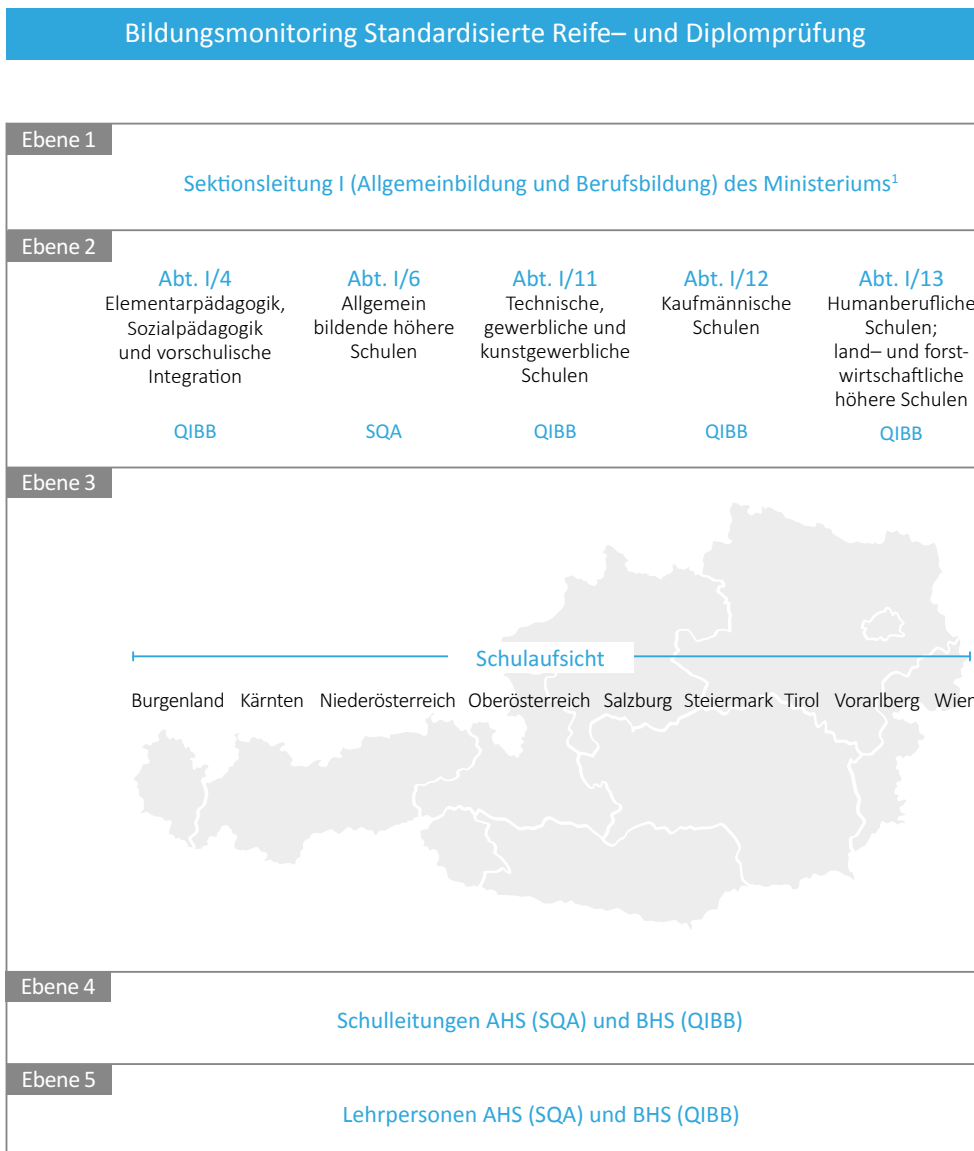 Bildungsmonitoring Standardisierte Reife– und Diplomprüfung
Ebene 1
Sektionsleitung I (Allgemeinbildung und Berufsbildung) des Ministeriums¹
Ebene 2
Abt. I/4
Elementarpädagogik,
Sozialpädagogik
und vorschulische
Integration
QIBB
Abt. I/6
Allgemein
bildende höhere
Schulen
SQA
Abt. I/11
Technische,
gewerbliche und
kunstgewerbliche
Schulen
QIBB
Abt. I/12
Kaufmännische
Schulen
QIBB
Abt. I/13
Humanberufliche
Schulen;
land– und forst-
wirtschaftliche
höhere Schulen
QIBB
Ebene 3
Schulaufsicht
Burgenland Kärnten Niederösterreich Oberösterreich Salzburg Steiermark Tirol Vorarlberg Wien
Ebene 4
Schulleitungen AHS (SQA) und BHS (QIBB)
Ebene 5
Lehrpersonen AHS (SQA) und BHS (QIBB)